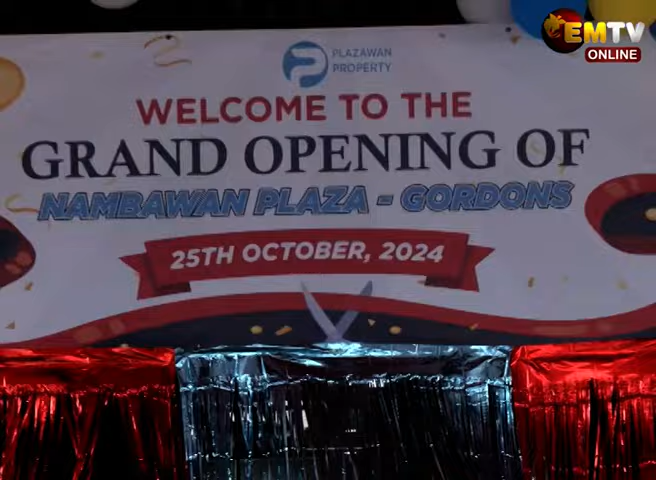 EMTV
ONLINE
PLAZAWAN
PROPERTY
WELCOME TO THE
GRAND OPENING OF
NAMBAWAN PLAZA - GORDONS
25TH OCTOBER, 2024